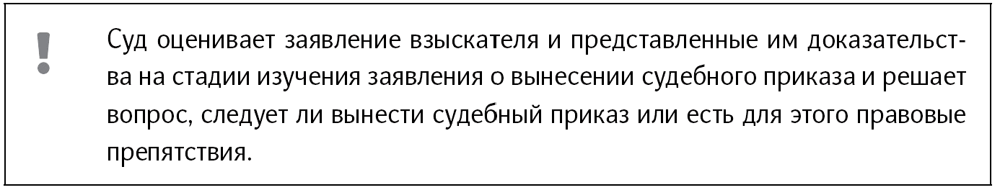 Суд оценивает заявление взыскателя и представленные им доказательст-
ва на стадии изучения заявления о вынесении судебного приказа и решает
вопрос, следует ли вынести судебный приказ или есть для этого правовые
препятствия.